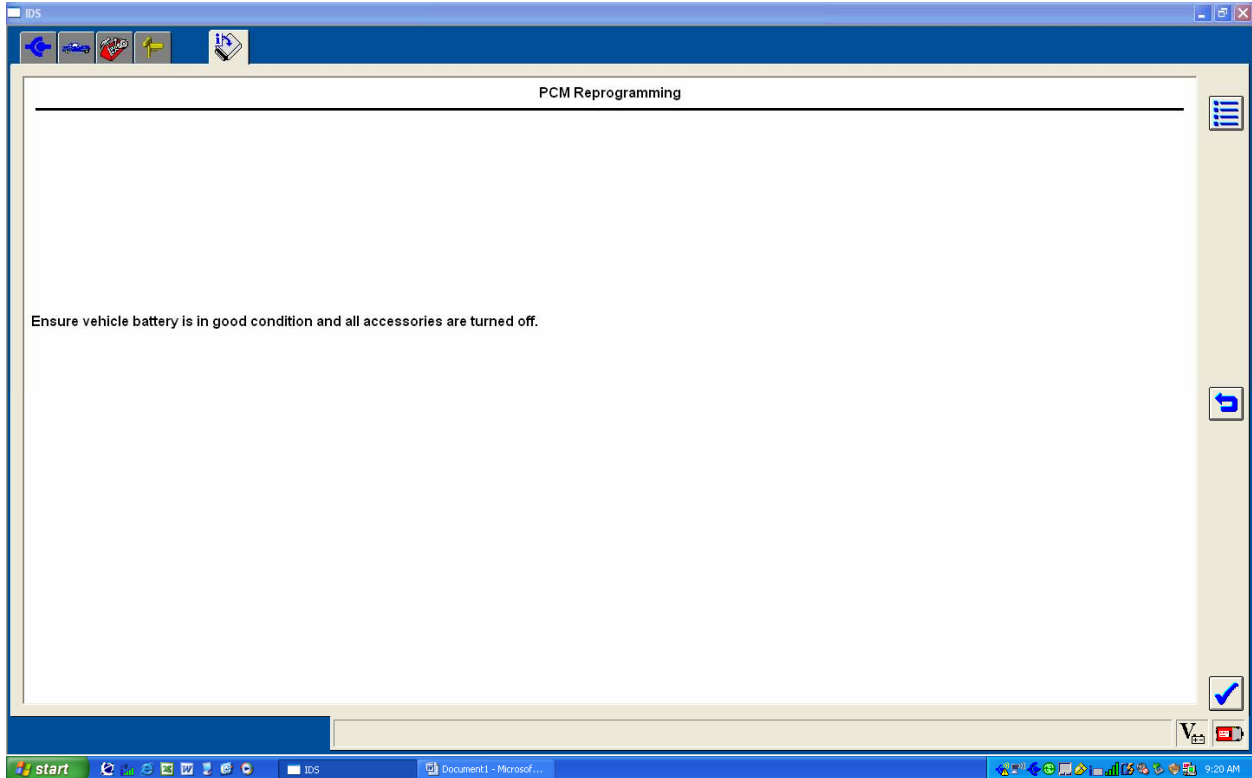 IDS
PCM Reprogramming
Ensure vehicle battery is in good condition and all accessories are turned off.
V
start
IDS
Document1 - Microsof...
9:20 AM